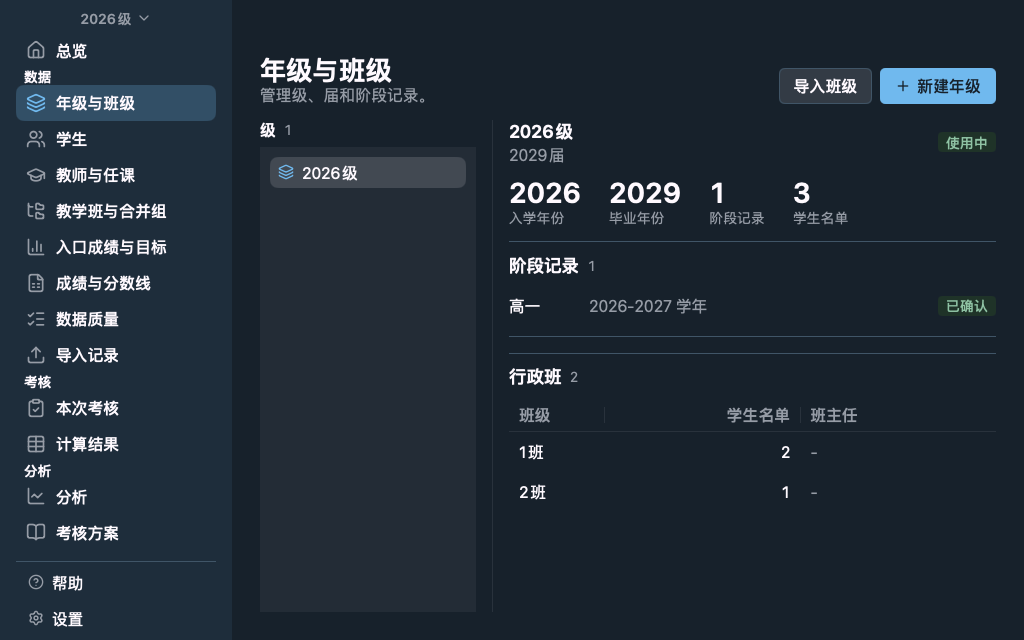 2026级
总览
数据
年级与班级
学生
教师与任课
教学班与合并组
入口成绩与目标
成绩与分数线
数据质量
导入记录
考核
本次考核
计算结果
分析
分析
考核方案
帮助
设置
年级与班级
管理级、届和阶段记录。
导入班级
+ 新建年级
级 1
2026级
2026级
2029届
使用中
2026 2029 1 3
入学年份 毕业年份 阶段记录 学生名单
阶段记录 1
高一 2026-2027 学年 已确认
行政班 2
班级 学生名单 班主任
1班 2 -
2班 1 -